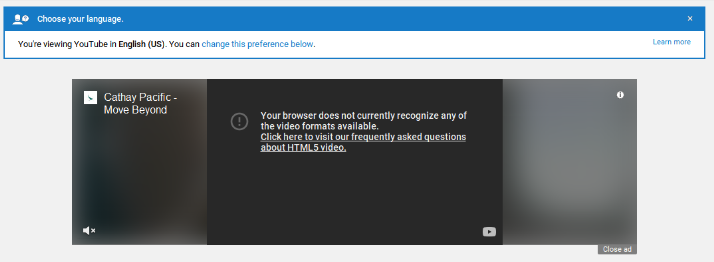 Choose your language.
You're viewing YouTube in English (US). You can change this preference below.
Learn more
Cathay Pacific -
Move Beyond
Your browser does not currently recognize any of
the video formats available.
Click here to visit our frequently asked questions
about HTML5 video.
Close ad